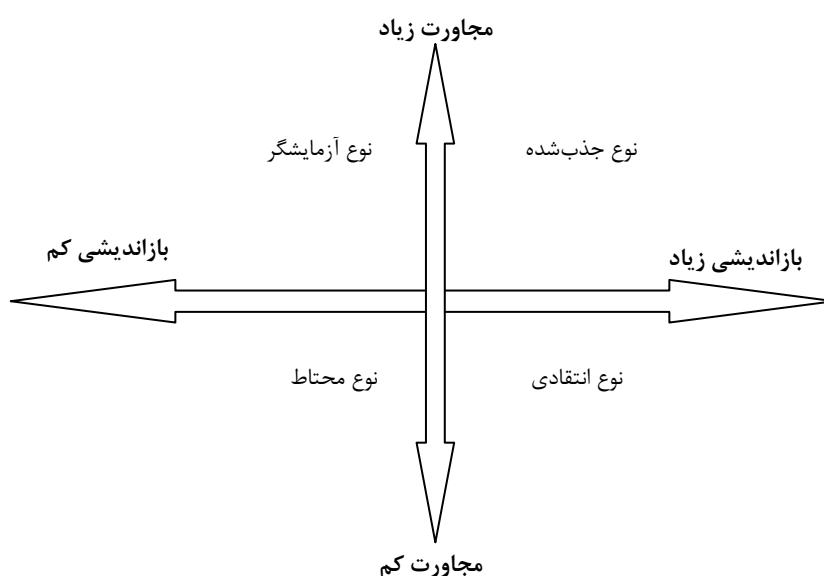 مجاورت زیاد
نوع جذب‌شده
نوع آزمایشگر
بازاندیشی زیاد
بازاندیشی کم
نوع انتقادی
نوع محتاط
مجاورت کم